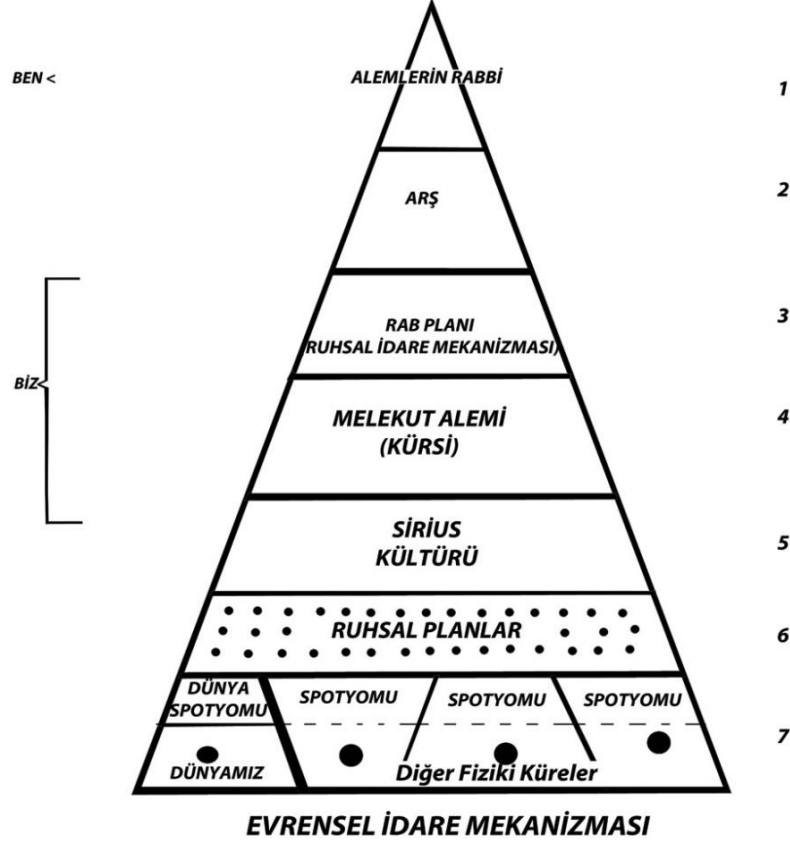 BEN <
ALEMLERİN RABBİ
1
ARŞ
2
RAB PLANI
RUHSAL İDARE MEKANİZMASI)
3
BİZ<
MELEKUT ALEMİ
(KÜRSİ)
4
SİRİUS
KÜLTÜRÜ
5
RUHSAL PLANLAR
6
DÜNYA
SPOTYOMU
SPOTYOMU
SPOTYOMU
SPOTYOMU
7
DÜNYAMIZ
Diğer Fiziki Küreler
EVRENSEL İDARE MEKANİZMASI